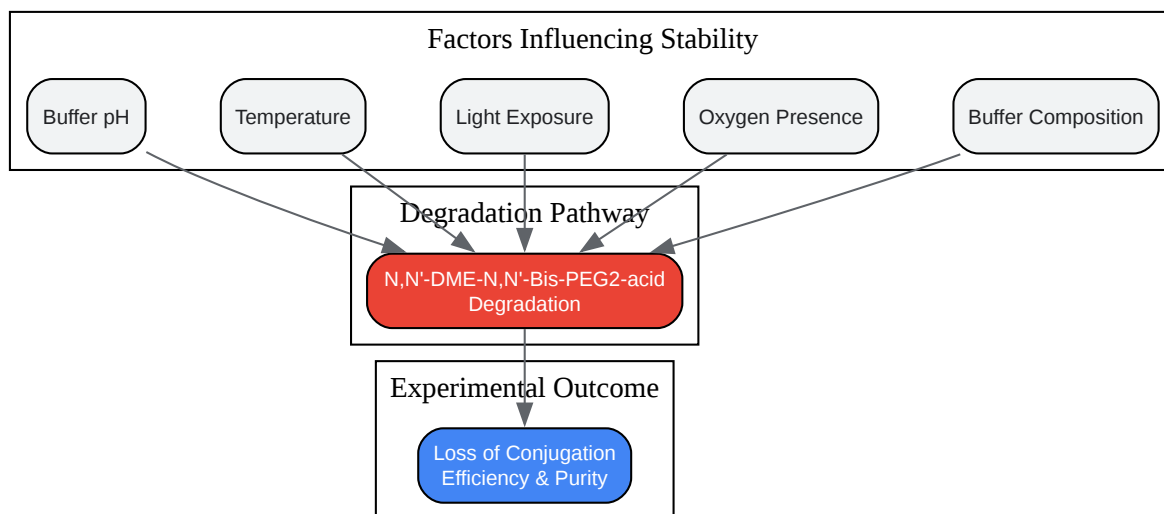 Factors Influencing Stability
Buffer pH
Temperature
Light Exposure
Oxygen Presence
Buffer Composition
Degradation Pathway
N,N'-DME-N,N'-Bis-PEG2-acid
Degradation
Experimental Outcome
Loss of Conjugation
Efficiency & Purity